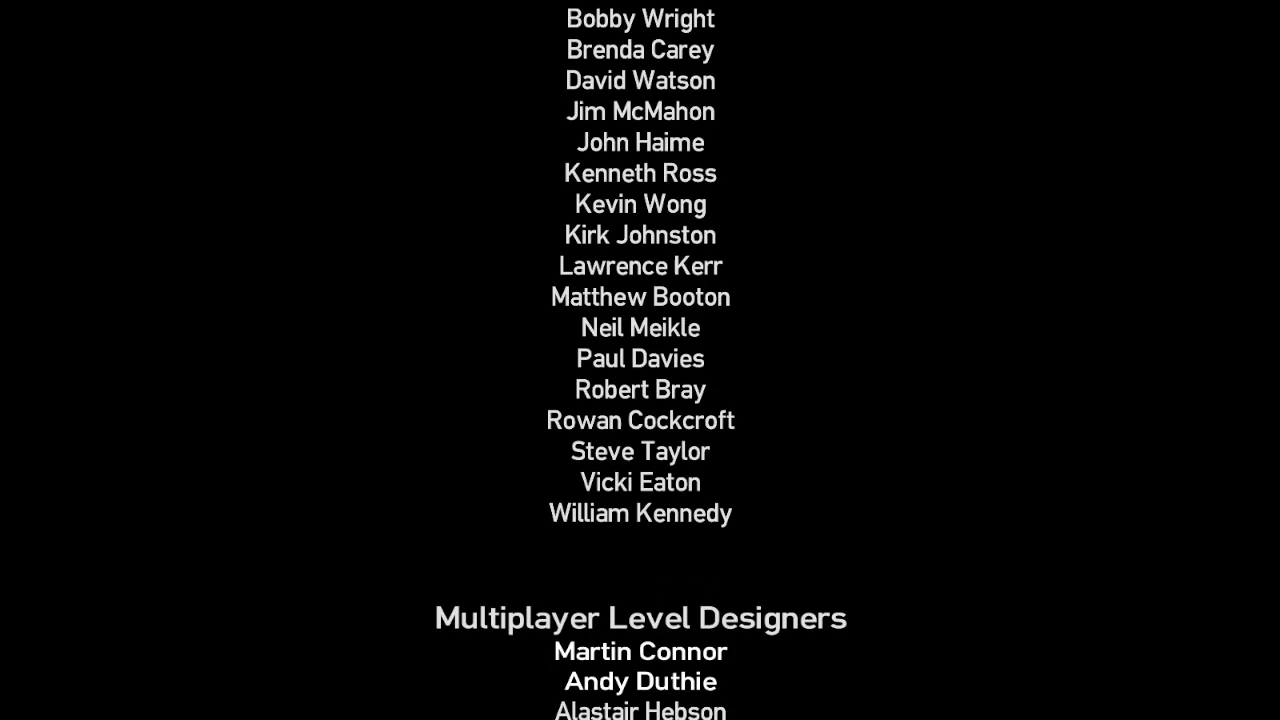 Bobby Wright
Brenda Carey
David Watson
Jim McMahon
John Haime
Kenneth Ross
Kevin Wong
Kirk Johnston
Lawrence Kerr
Matthew Booton
Neil Meikle
Paul Davies
Robert Bray
Rowan Cockcroft
Steve Taylor
Vicki Eaton
William Kennedy
Multiplayer Level Designers
Martin Connor
Andy Duthie
Alastair Hebson